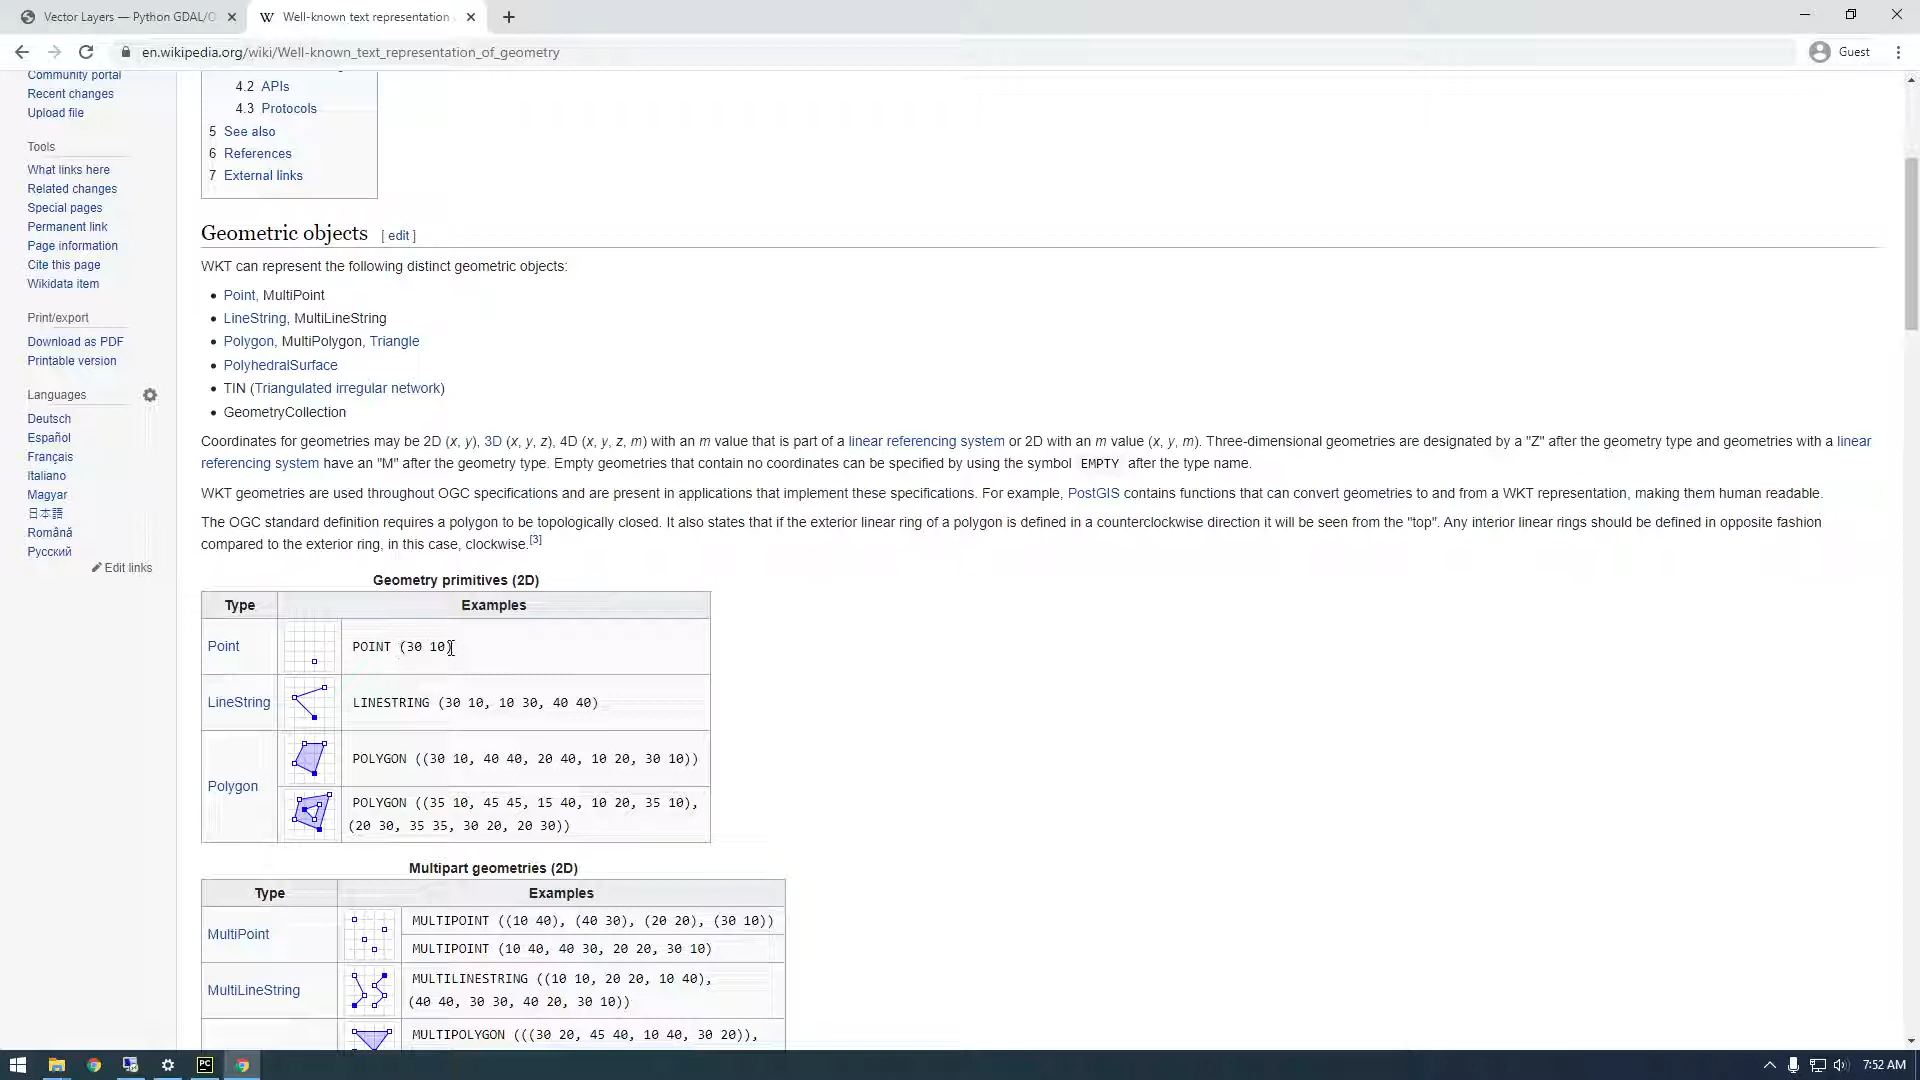 Vector Layers — Python GDAL/O
Well-known text representation
en.wikipedia.org/wiki/Well-known_text_representation_of_geometry
Guest
Community portal
Recent changes
Upload file
Tools
What links here
Related changes
Special pages
Permanent link
Page information
Cite this page
Wikidata item
Print/export
Download as PDF
Printable version
Languages
Deutsch
Español
Français
Italiano
Magyar
日本語
Română
Русский
Edit links
4.2 APIs
4.3 Protocols
5 See also
6 References
7 External links
Geometric objects [ edit ]
WKT can represent the following distinct geometric objects:
Point, MultiPoint
LineString, MultiLineString
Polygon, MultiPolygon, Triangle
PolyhedralSurface
TIN (Triangulated irregular network)
GeometryCollection
Coordinates for geometries may be 2D (x, y), 3D (x, y, z), 4D (x, y, z, m) with an m value that is part of a linear referencing system or 2D with an m value (x, y, m). Three-dimensional geometries are designated by a "Z" after the geometry type and geometries with a linear
referencing system have an "M" after the geometry type. Empty geometries that contain no coordinates can be specified by using the symbol EMPTY after the type name.
WKT geometries are used throughout OGC specifications and are present in applications that implement these specifications. For example, PostGIS contains functions that can convert geometries to and from a WKT representation, making them human readable.
The OGC standard definition requires a polygon to be topologically closed. It also states that if the exterior linear ring of a polygon is defined in a counterclockwise direction it will be seen from the "top". Any interior linear rings should be defined in opposite fashion
compared to the exterior ring, in this case, clockwise.[3]
Geometry primitives (2D)
Type Examples
Point POINT (30 10)
LineString LINESTRING (30 10, 10 30, 40 40)
Polygon
POLYGON ((30 10, 40 40, 20 40, 10 20, 30 10))
POLYGON ((35 10, 45 45, 15 40, 10 20, 35 10),
(20 30, 35 35, 30 20, 20 30))
Multipart geometries (2D)
Type Examples
MultiPoint
MULTIPOINT ((10 40), (40 30), (20 20), (30 10))
MULTIPOINT (10 40, 40 30, 20 20, 30 10)
MultiLineString
MULTILINESTRING ((10 10, 20 20, 10 40),
(40 40, 30 30, 40 20, 30 10))
MULTIPOLYGON (((30 20, 45 40, 10 40, 30 20)),
PC
7:52 AM